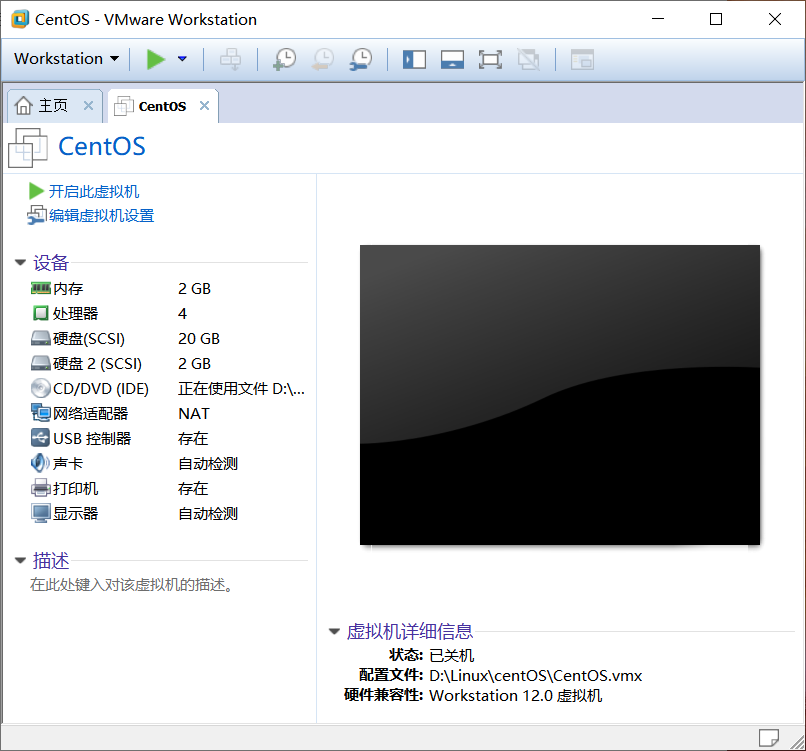 CentOS - VMware Workstation
Workstation
主页
CentOS
CentOS
开启此虚拟机
编辑虚拟机设置
设备
内存 2 GB
处理器 4
硬盘(SCSI) 20 GB
硬盘 2 (SCSI) 2 GB
CD/DVD (IDE) 正在使用文件 D:\...
网络适配器 NAT
USB 控制器 存在
声卡 自动检测
打印机 存在
显示器 自动检测
描述
在此处键入对该虚拟机的描述。
虚拟机详细信息
状态: 已关机
配置文件: D:\Linux\centOS\CentOS.vmx
硬件兼容性: Workstation 12.0 虚拟机